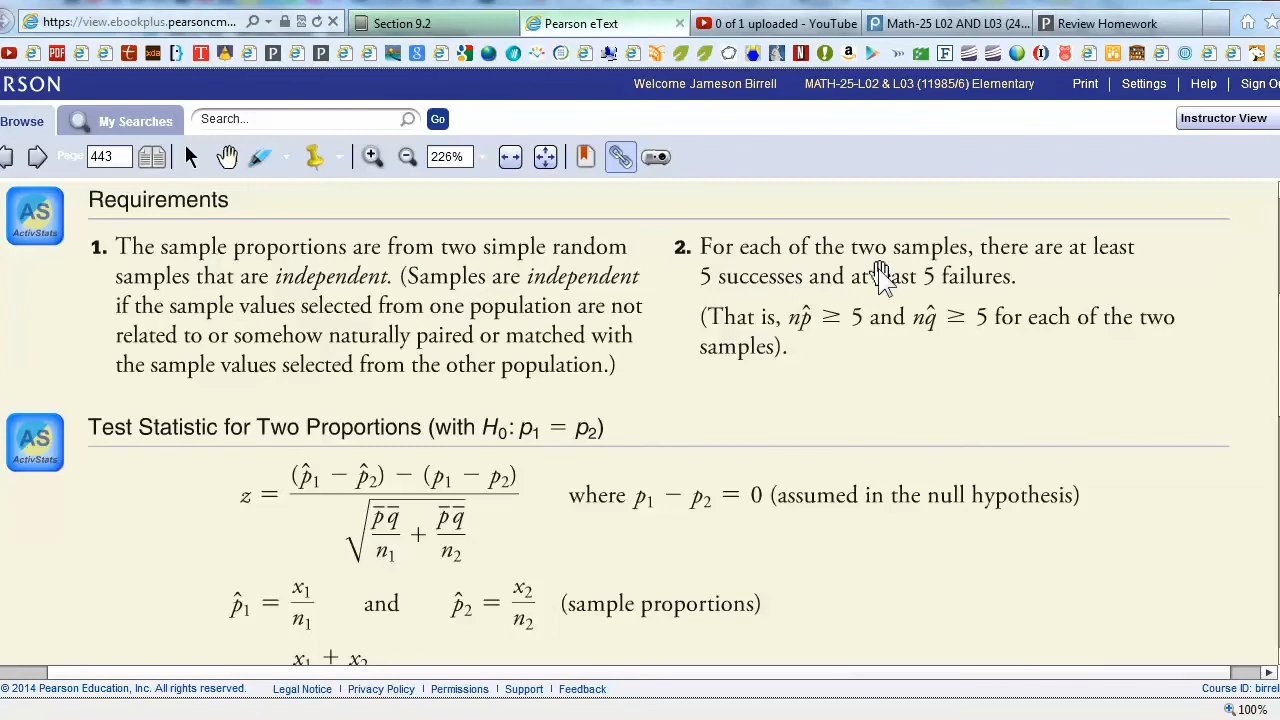 https://view.ebookplus.pearsoncm...
Section 9.2
Pearson eText
0 of 1 uploaded - YouTube
Math-25 L02 AND L03 (24...
Review Homework
RSON
Welcome Jameson Birrell
MATH-25-L02 & L03 (11985/6) Elementary
Print
Settings
Help
Sign Ou
Browse
My Searches
Search...
Go
Instructor View
Page 443
226%
Requirements
1. The sample proportions are from two simple random
samples that are independent. (Samples are independent
if the sample values selected from one population are not
related to or somehow naturally paired or matched with
the sample values selected from the other population.)
2. For each of the two samples, there are at least
5 successes and at least 5 failures.
(That is, np̂ ≥ 5 and nq̂ ≥ 5 for each of the two
samples).
AS
ActivStats
AS
ActivStats
Test Statistic for Two Proportions (with H₀: p₁ = p₂)
z = ((p̂₁ − p̂₂) − (p₁ − p₂)) / √(p̄q̄/n₁ + p̄q̄/n₂) where p₁ − p₂ = 0 (assumed in the null hypothesis)
p̂₁ = x₁/n₁ and p̂₂ = x₂/n₂ (sample proportions)
x₁ + x₂
© 2014 Pearson Education, Inc. All rights reserved.
Legal Notice | Privacy Policy | Permissions | Support | Feedback
Course ID: birrel
100%